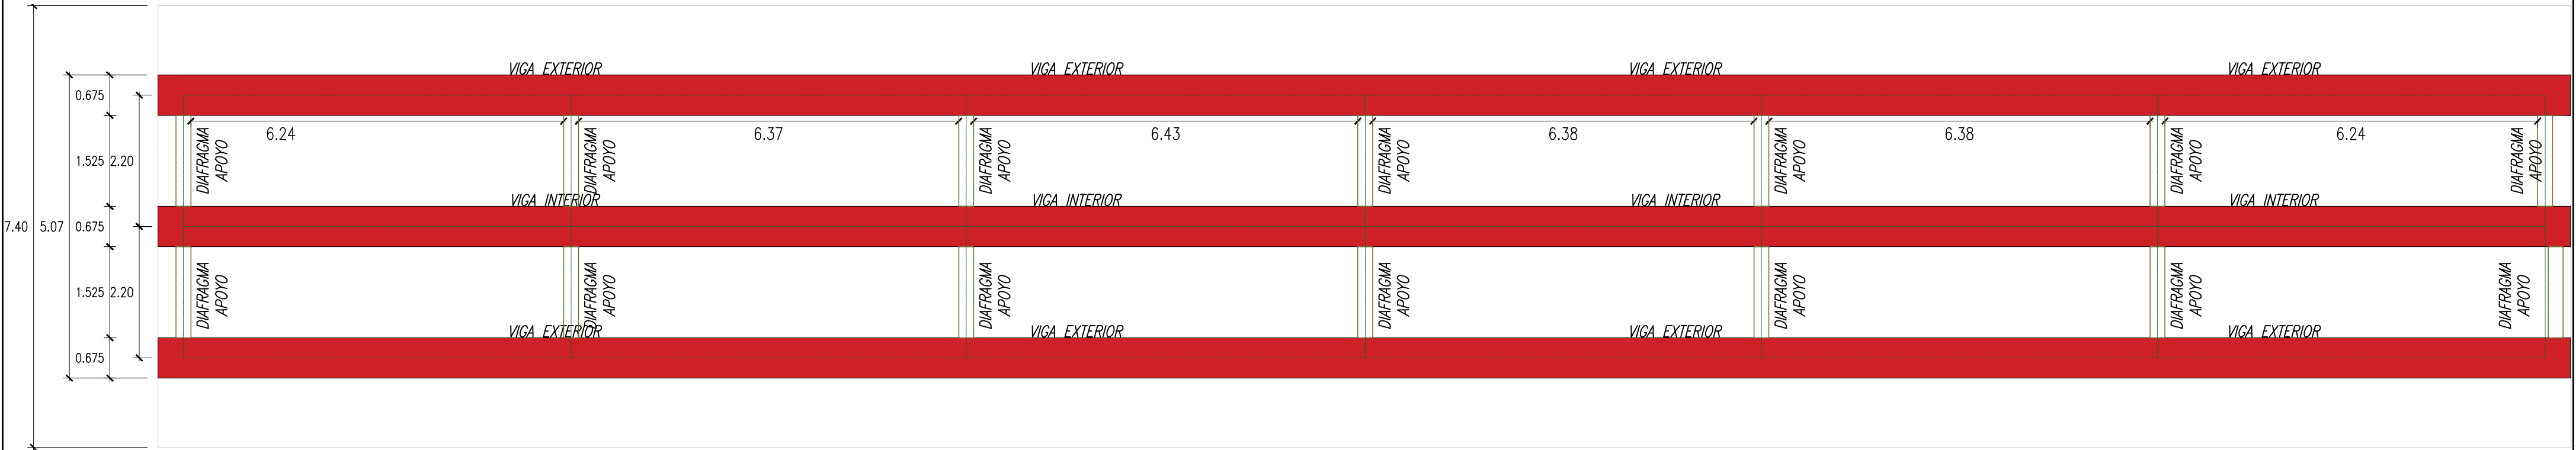 VIGA EXTERIOR VIGA EXTERIOR VIGA EXTERIOR VIGA EXTERIOR
0.675
6.24 6.37 6.43 6.38 6.38 6.24
DIAFRAGMA
APOYO
DIAFRAGMA
APOYO
DIAFRAGMA
APOYO
DIAFRAGMA
APOYO
DIAFRAGMA
APOYO
DIAFRAGMA
APOYO
DIAFRAGMA
APOYO
1.525 2.20
VIGA INTERIOR VIGA INTERIOR VIGA INTERIOR VIGA INTERIOR
7.40 5.07 0.675
DIAFRAGMA
APOYO
DIAFRAGMA
APOYO
DIAFRAGMA
APOYO
DIAFRAGMA
APOYO
DIAFRAGMA
APOYO
DIAFRAGMA
APOYO
DIAFRAGMA
APOYO
1.525 2.20
VIGA EXTERIOR VIGA EXTERIOR VIGA EXTERIOR VIGA EXTERIOR
0.675